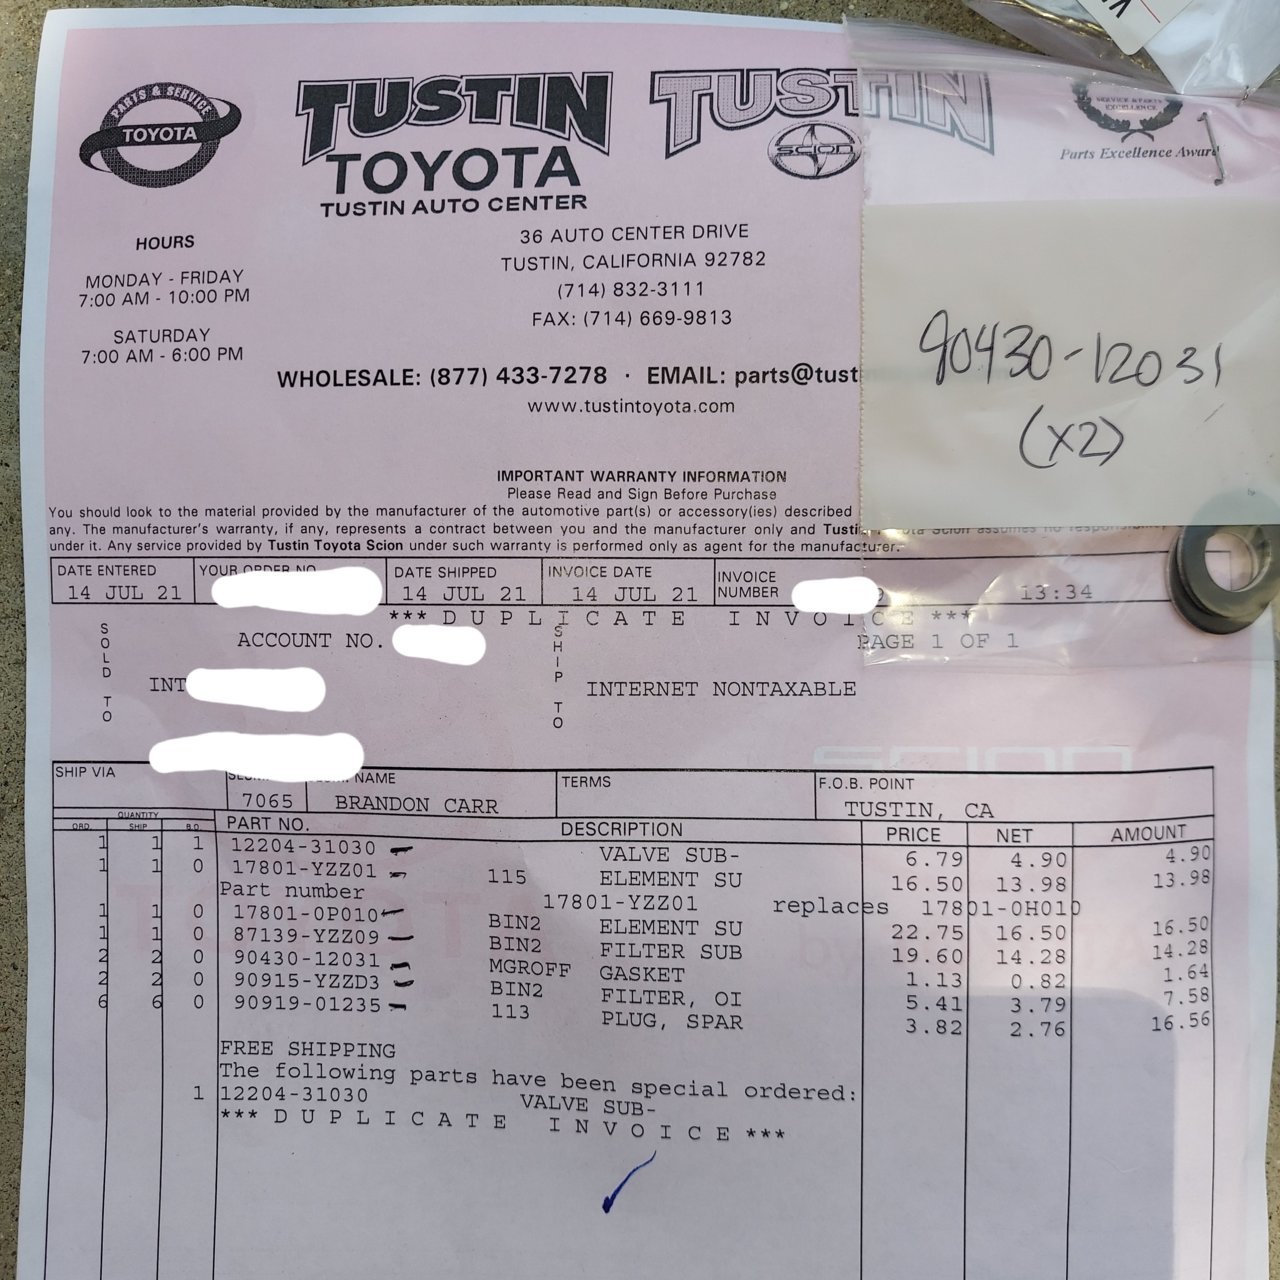 PARTS & SERVICE
TOYOTA
TUSTIN
TOYOTA
TUSTIN AUTO CENTER
TUSTIN
SCION
SERVICE & PARTS
EXCELLENCE
Parts Excellence Award
HOURS
MONDAY - FRIDAY
7:00 AM - 10:00 PM
SATURDAY
7:00 AM - 6:00 PM
36 AUTO CENTER DRIVE
TUSTIN, CALIFORNIA 92782
(714) 832-3111
FAX: (714) 669-9813
WHOLESALE: (877) 433-7278 · EMAIL: parts@tust
www.tustintoyota.com
90430-12031
(x2)
IMPORTANT WARRANTY INFORMATION
Please Read and Sign Before Purchase
You should look to the material provided by the manufacturer of the automotive part(s) or accessory(ies) described
any. The manufacturer's warranty, if any, represents a contract between you and the manufacturer only and Tustin Toyota Scion assumes no
under it. Any service provided by Tustin Toyota Scion under such warranty is performed only as agent for the manufacturer.
DATE ENTERED YOUR ORDER NO. DATE SHIPPED INVOICE DATE INVOICE NUMBER
14 JUL 21 14 JUL 21 14 JUL 21 13:34
*** DUPLICATE INVOICE ***
ACCOUNT NO. PAGE 1 OF 1
SOLD TO
INT
SHIP TO
INTERNET NONTAXABLE
SCION
SHIP VIA NAME TERMS F.O.B. POINT
7065 BRANDON CARR TUSTIN, CA
QUANTITY
ORD. SHIP B.O. PART NO. DESCRIPTION PRICE NET AMOUNT
1 1 1 12204-31030 VALVE SUB- 6.79 4.90 4.90
1 1 0 17801-YZZ01 115 ELEMENT SU 16.50 13.98 13.98
Part number 17801-YZZ01 replaces 17801-0H010
1 1 0 17801-0P010 BIN2 ELEMENT SU 22.75 16.50 16.50
1 1 0 87139-YZZ09 BIN2 FILTER SUB 19.60 14.28 14.28
2 2 0 90430-12031 MGROFF GASKET 1.13 0.82 1.64
2 2 0 90915-YZZD3 BIN2 FILTER, OI 5.41 3.79 7.58
6 6 0 90919-01235 113 PLUG, SPAR 3.82 2.76 16.56
FREE SHIPPING
The following parts have been special ordered:
1 12204-31030 VALVE SUB-
*** DUPLICATE INVOICE ***